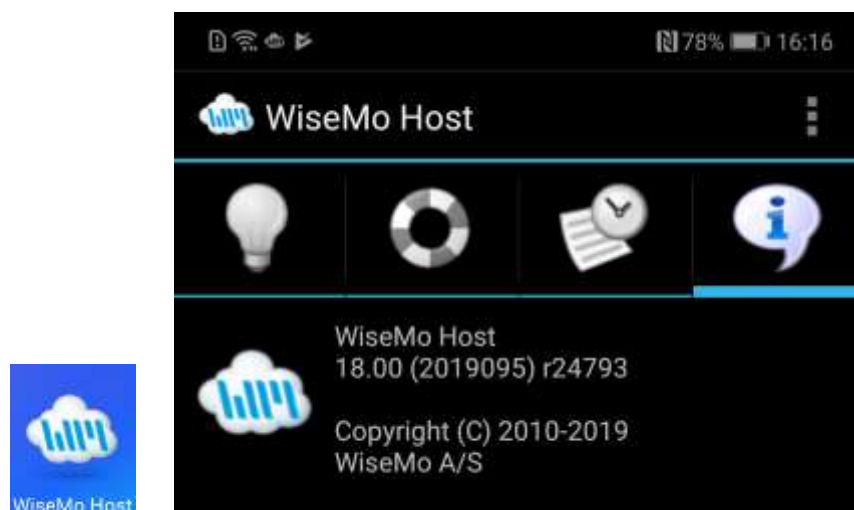 78% 16:16
WiseMo Host
WiseMo Host
18.00 (2019095) r24793
Copyright (C) 2010-2019
WiseMo A/S
WiseMo Host